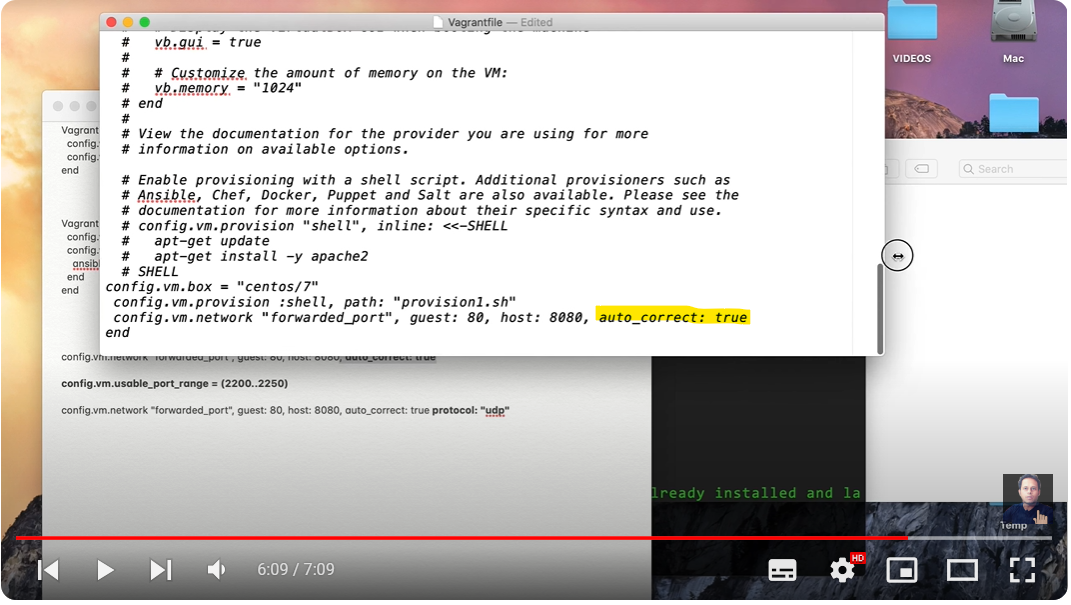 Vagrantfile — Edited
# vb.gui = true
#
# # Customize the amount of memory on the VM:
# vb.memory = "1024"
# end
#
# View the documentation for the provider you are using for more
# information on available options.
# Enable provisioning with a shell script. Additional provisioners such as
# Ansible, Chef, Docker, Puppet and Salt are also available. Please see the
# documentation for more information about their specific syntax and use.
# config.vm.provision "shell", inline: <<-SHELL
# apt-get update
# apt-get install -y apache2
# SHELL
config.vm.box = "centos/7"
config.vm.provision :shell, path: "provision1.sh"
config.vm.network "forwarded_port", guest: 80, host: 8080, auto_correct: true
end
VIDEOS
Mac
Search
Vagrant
config.
config.
end
Vagrant
config.
config.
ansib
end
end
config.vm.network "forwarded_port", guest: 80, host: 8080, auto_correct: true
config.vm.usable_port_range = (2200..2250)
config.vm.network "forwarded_port", guest: 80, host: 8080, auto_correct: true protocol: "udp"
lready installed and la
Temp
6:09 / 7:09
HD